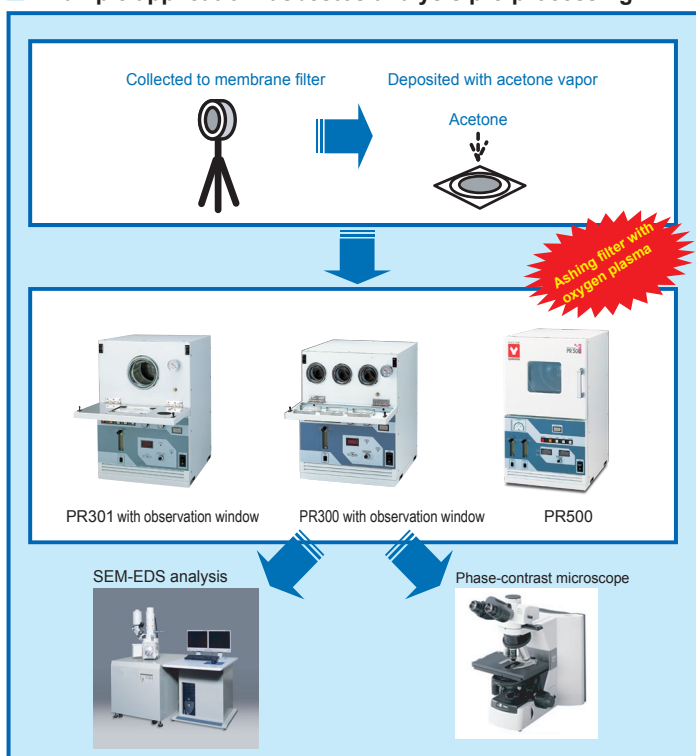 Collected to membrane filter
Deposited with acetone vapor
Acetone
Ashing filter with
oxygen plasma
PR500
PR301 with observation window
PR300 with observation window
PR500
SEM-EDS analysis
Phase-contrast microscope